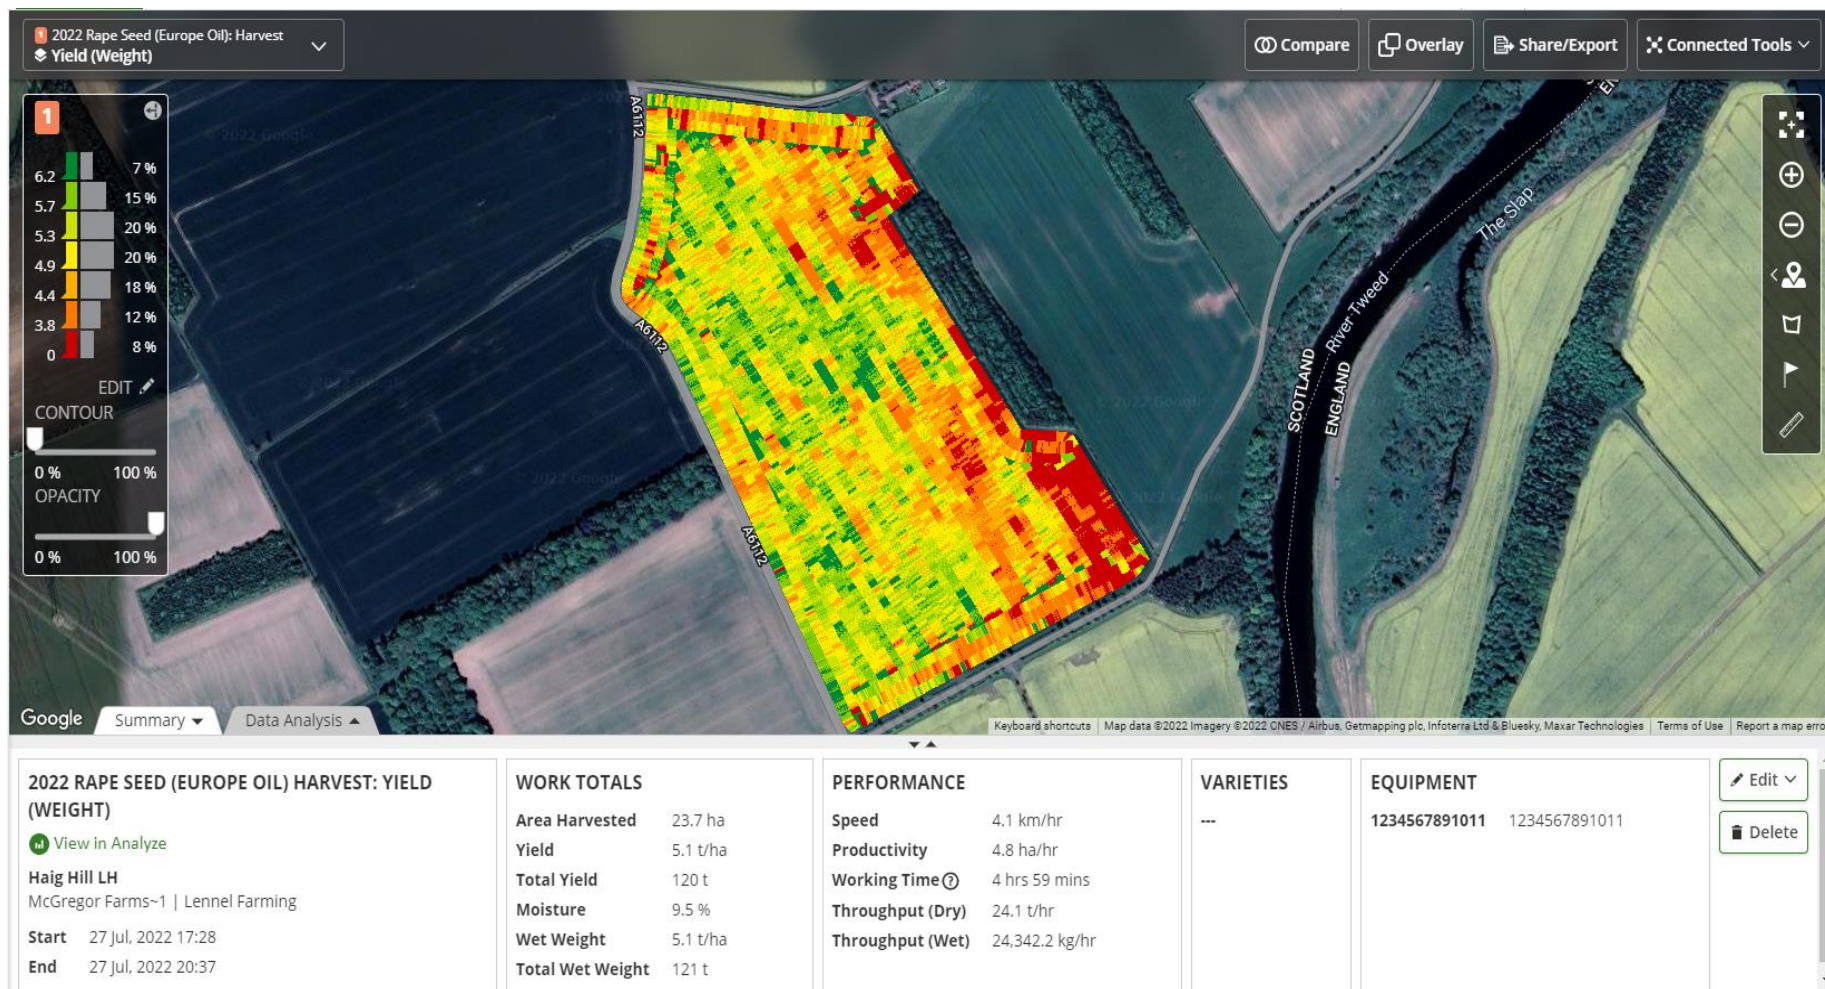 1 2022 Rape Seed (Europe Oil): Harvest
Yield (Weight)
Compare
Overlay
Share/Export
Connected Tools
1
6.2
5.7
5.3
4.9
4.4
3.8
0
7 %
15 %
20 %
20 %
18 %
12 %
8 %
EDIT
CONTOUR
0 % 100 %
OPACITY
0 % 100 %
A6112
A6112
A6112
© 2022 Google
The Slap
River Tweed
SCOTLAND
ENGLAND
Google
Summary
Data Analysis
Keyboard shortcuts
Map data ©2022 Imagery ©2022 CNES / Airbus, Getmapping plc, Infoterra Ltd & Bluesky, Maxar Technologies
Terms of Use
Report a map erro
2022 RAPE SEED (EUROPE OIL) HARVEST: YIELD
(WEIGHT)
View in Analyze
Haig Hill LH
McGregor Farms~1 | Lennel Farming
Start 27 Jul, 2022 17:28
End 27 Jul, 2022 20:37
WORK TOTALS
Area Harvested 23.7 ha
Yield 5.1 t/ha
Total Yield 120 t
Moisture 9.5 %
Wet Weight 5.1 t/ha
Total Wet Weight 121 t
PERFORMANCE
Speed 4.1 km/hr
Productivity 4.8 ha/hr
Working Time 4 hrs 59 mins
Throughput (Dry) 24.1 t/hr
Throughput (Wet) 24,342.2 kg/hr
VARIETIES
---
EQUIPMENT
1234567891011 1234567891011
Edit
Delete